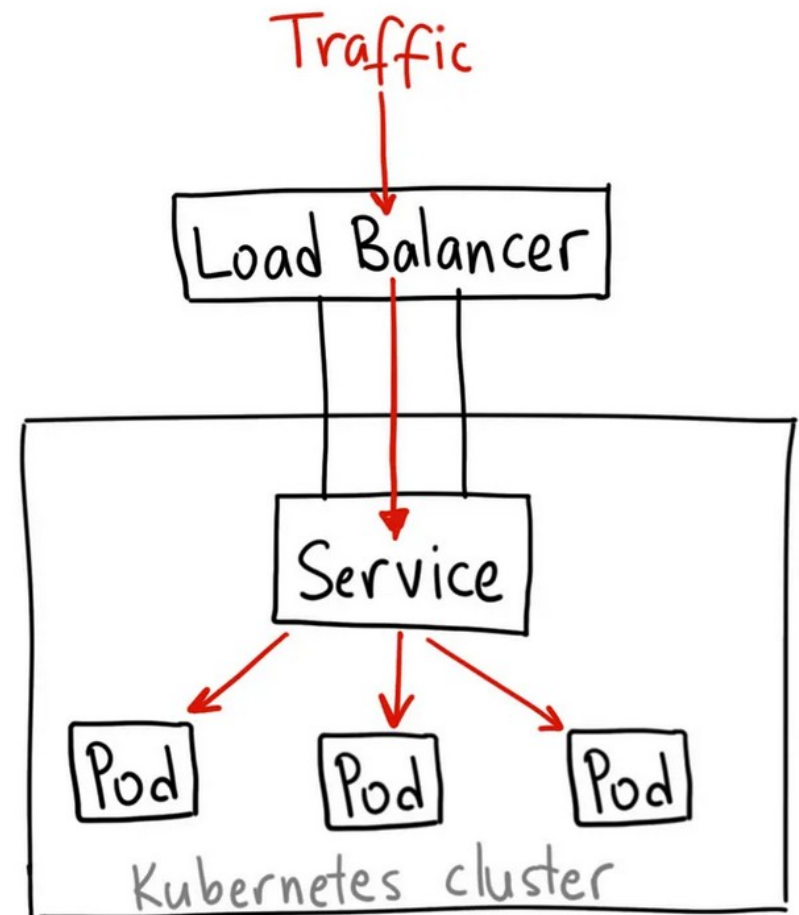 Traffic
Load Balancer
Service
Pod
Pod
Pod
Kubernetes cluster